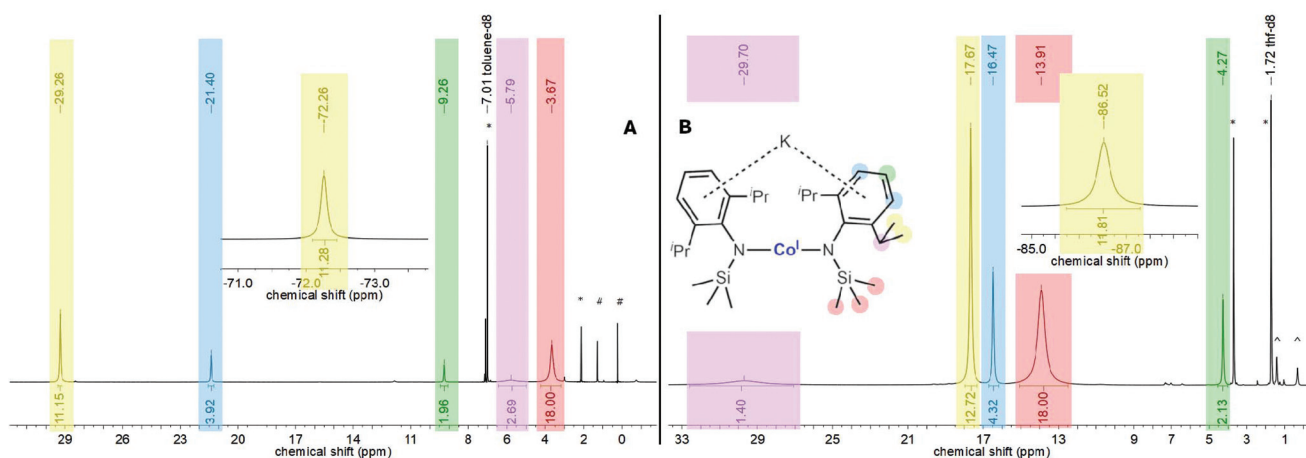 —29.26
—21.40
—-72.26
—9.26
—7.01 toluene-d8
*
—5.79
—3.67
A
11.28
-71.0 -72.0 -73.0
chemical shift (ppm)
* # #
11.15
3.92
1.96
2.69
18.00
29 26 23 20 17 14 11 8 6 4 2 0
chemical shift (ppm)
B
—29.70
—17.67
—16.47
—13.91
—-86.52
—4.27
—1.72 thf-d8
* *
K
iPr iPr
iPr
N CoI N
Si Si
11.81
-85.0 -87.0
chemical shift (ppm)
^ ^
1.40
12.72
4.32
18.00
2.13
33 29 25 21 17 13 9 7 5 3 1
chemical shift (ppm)